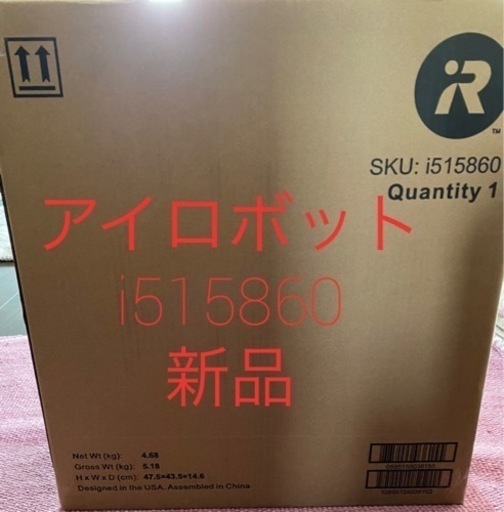 R
TM
SKU: i515860
Quantity 1
アイロボット
i515860
新品
Net Wt (kg): 4.68
Gross Wt (kg): 5.18
H x W x D (cm): 47.5×43.5×14.6
Designed in the USA. Assembled in China